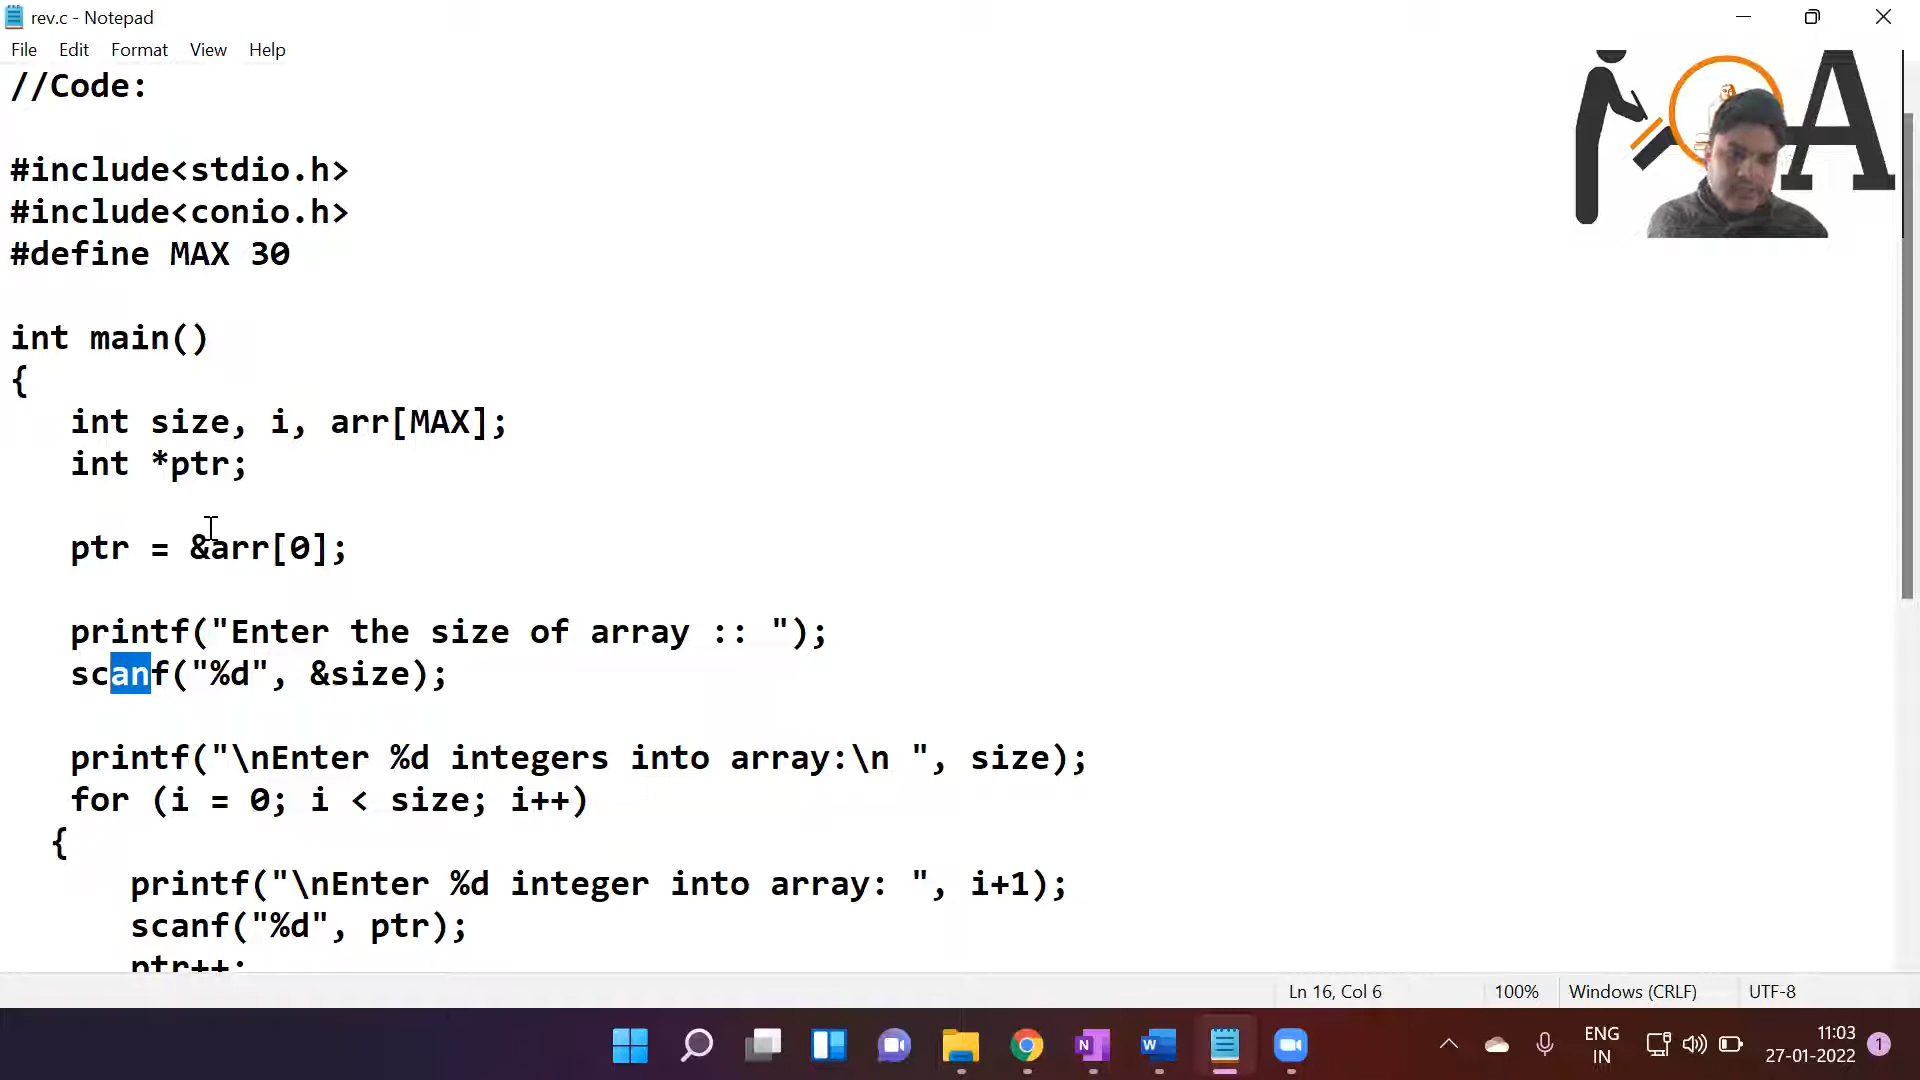 rev.c - Notepad
File Edit Format View Help
//Code:
#include<stdio.h>
#include<conio.h>
#define MAX 30
int main()
{
int size, i, arr[MAX];
int *ptr;
ptr = &arr[0];
printf("Enter the size of array :: ");
scanf("%d", &size);
printf("\nEnter %d integers into array:\n ", size);
for (i = 0; i < size; i++)
{
printf("\nEnter %d integer into array: ", i+1);
scanf("%d", ptr);
ptr++;
A
Ln 16, Col 6
100%
Windows (CRLF)
UTF-8
N
W
ENG
IN
11:03
27-01-2022
1